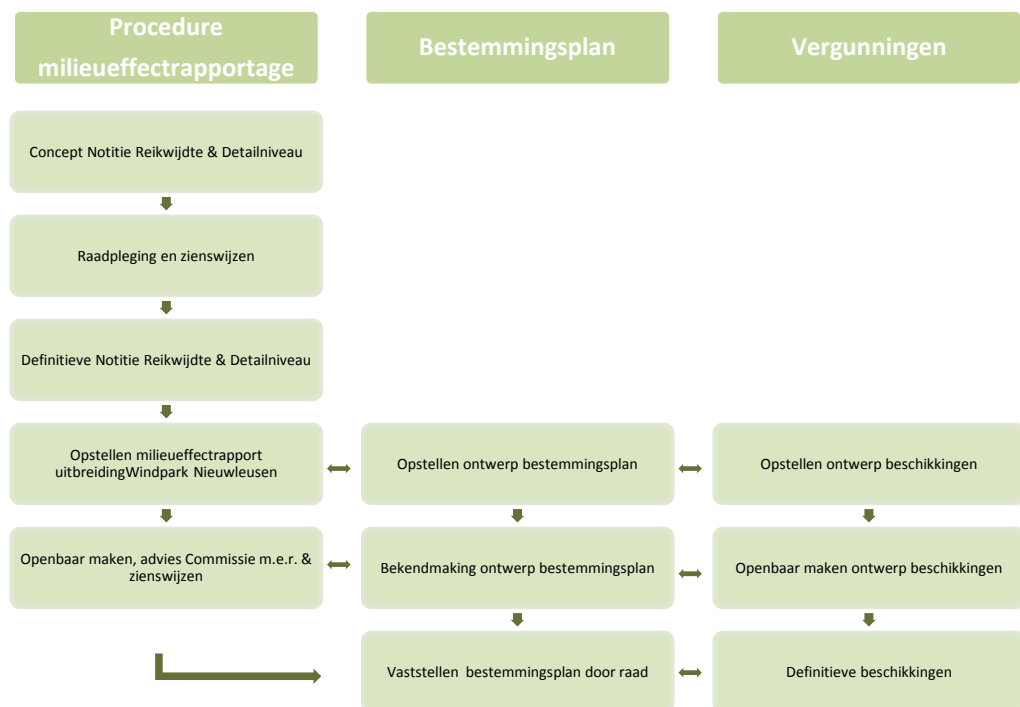 Procedure
milieueffectrapportage
Bestemmingsplan
Vergunningen
Concept Notitie Reikwijdte & Detailniveau
Raadpleging en zienswijzen
Definitieve Notitie Reikwijdte & Detailniveau
Opstellen milieueffectrapport
uitbreidingWindpark Nieuwleusen
Opstellen ontwerp bestemmingsplan
Opstellen ontwerp beschikkingen
Openbaar maken, advies Commissie m.e.r. &
zienswijzen
Bekendmaking ontwerp bestemmingsplan
Openbaar maken ontwerp beschikkingen
Vaststellen bestemmingsplan door raad
Definitieve beschikkingen